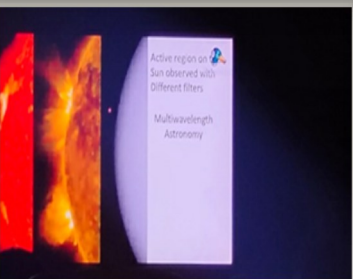 Active region on
Sun observed with
Different filters
Multiwavelength
Astronomy